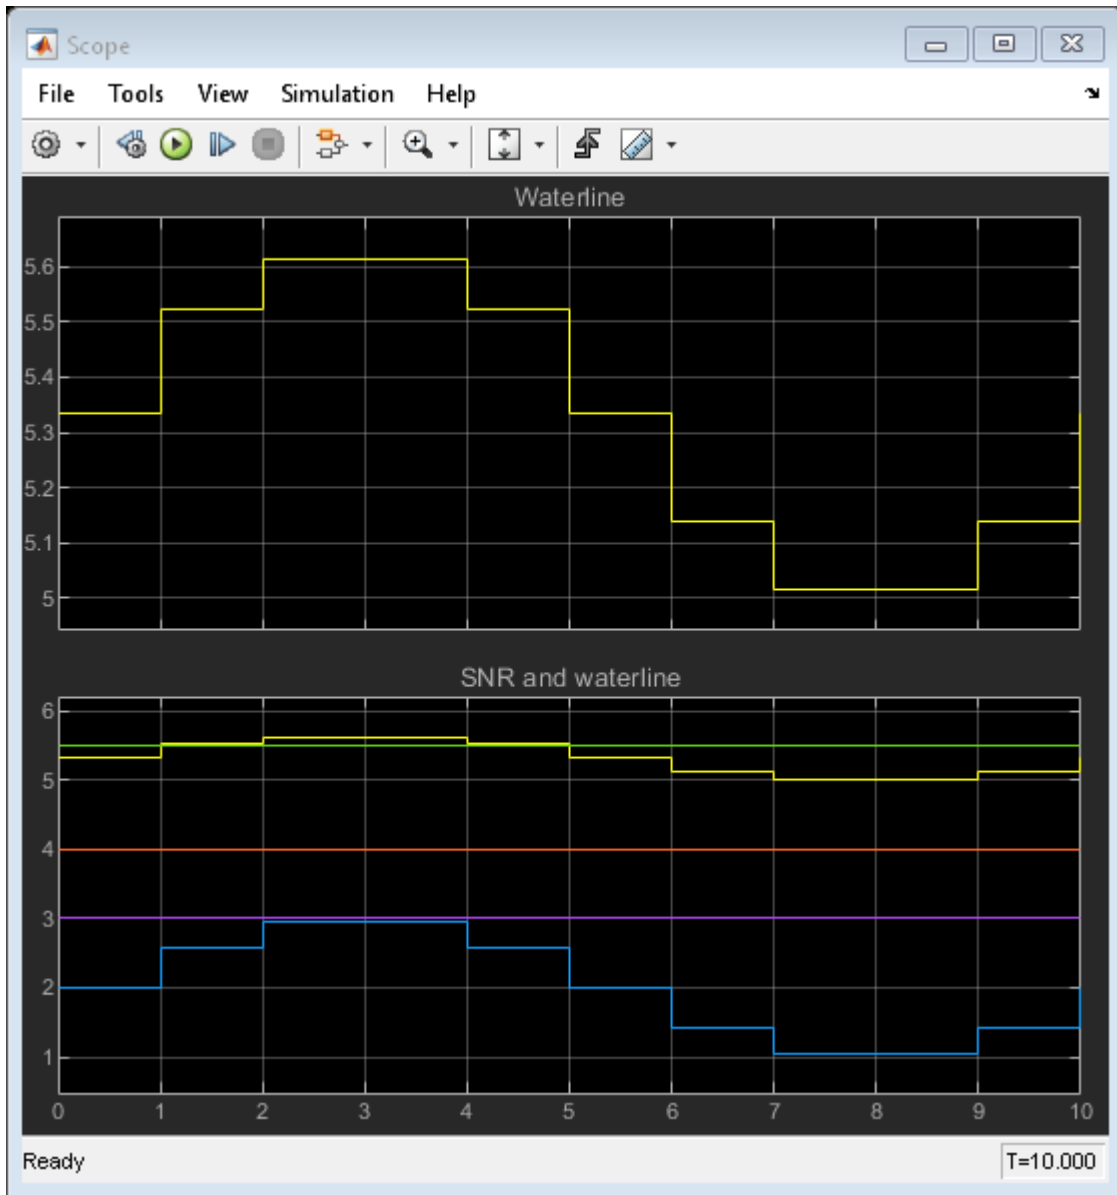 Scope
File Tools View Simulation Help
Waterline
5.6
5.5
5.4
5.3
5.2
5.1
5
SNR and waterline
6
5
4
3
2
1
0 1 2 3 4 5 6 7 8 9 10
Ready T=10.000